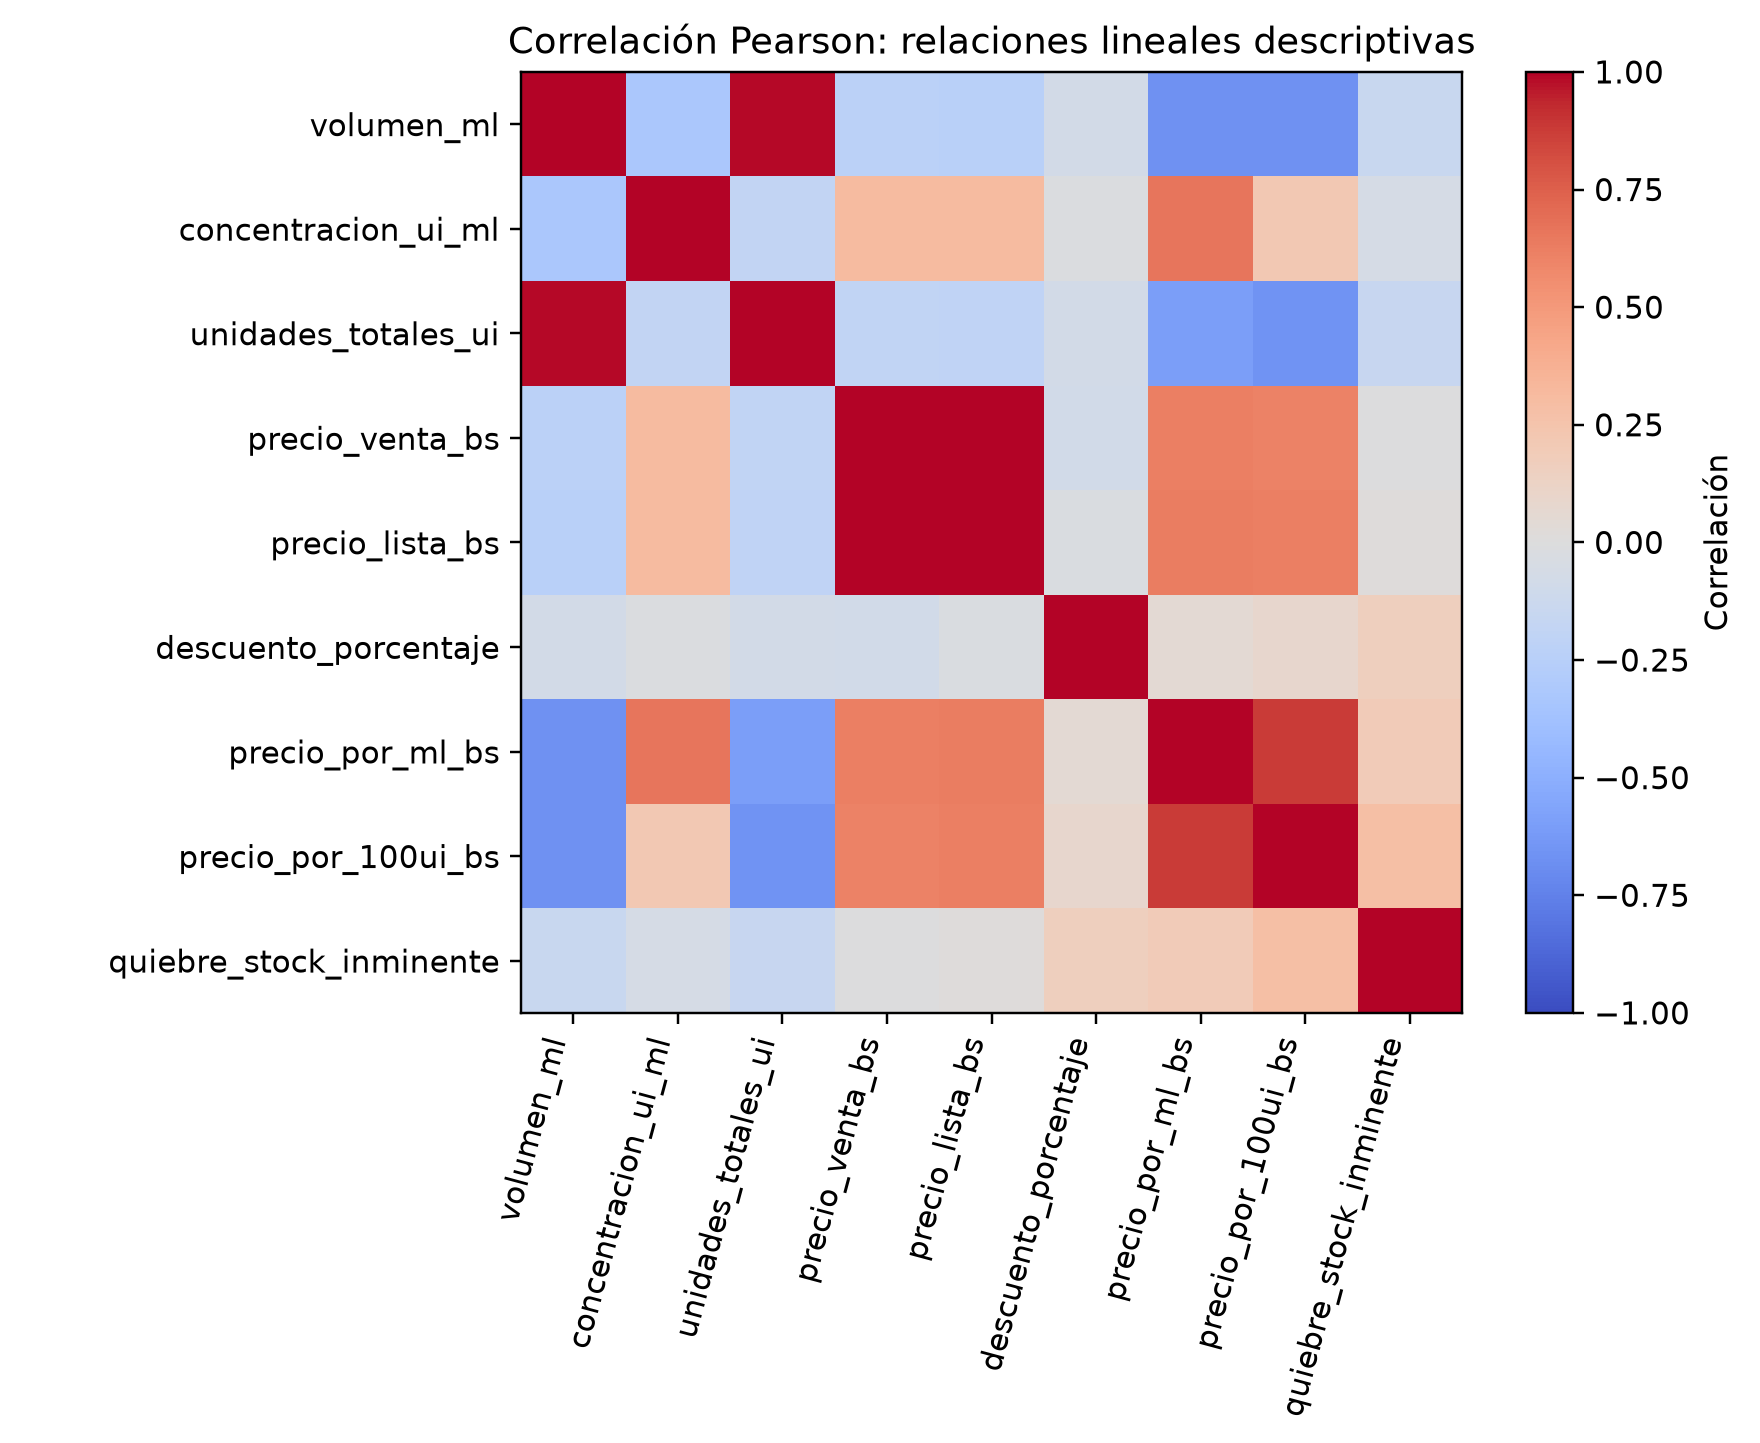 Correlación Pearson: relaciones lineales descriptivas
volumen_ml
concentracion_ui_ml
unidades_totales_ui
precio_venta_bs
precio_lista_bs
descuento_porcentaje
precio_por_ml_bs
precio_por_100ui_bs
quiebre_stock_inminente
volumen_ml
concentracion_ui_ml
unidades_totales_ui
precio_venta_bs
precio_lista_bs
descuento_porcentaje
precio_por_ml_bs
precio_por_100ui_bs
quiebre_stock_inminente
1.00
0.75
0.50
0.25
0.00
−0.25
−0.50
−0.75
−1.00
Correlación